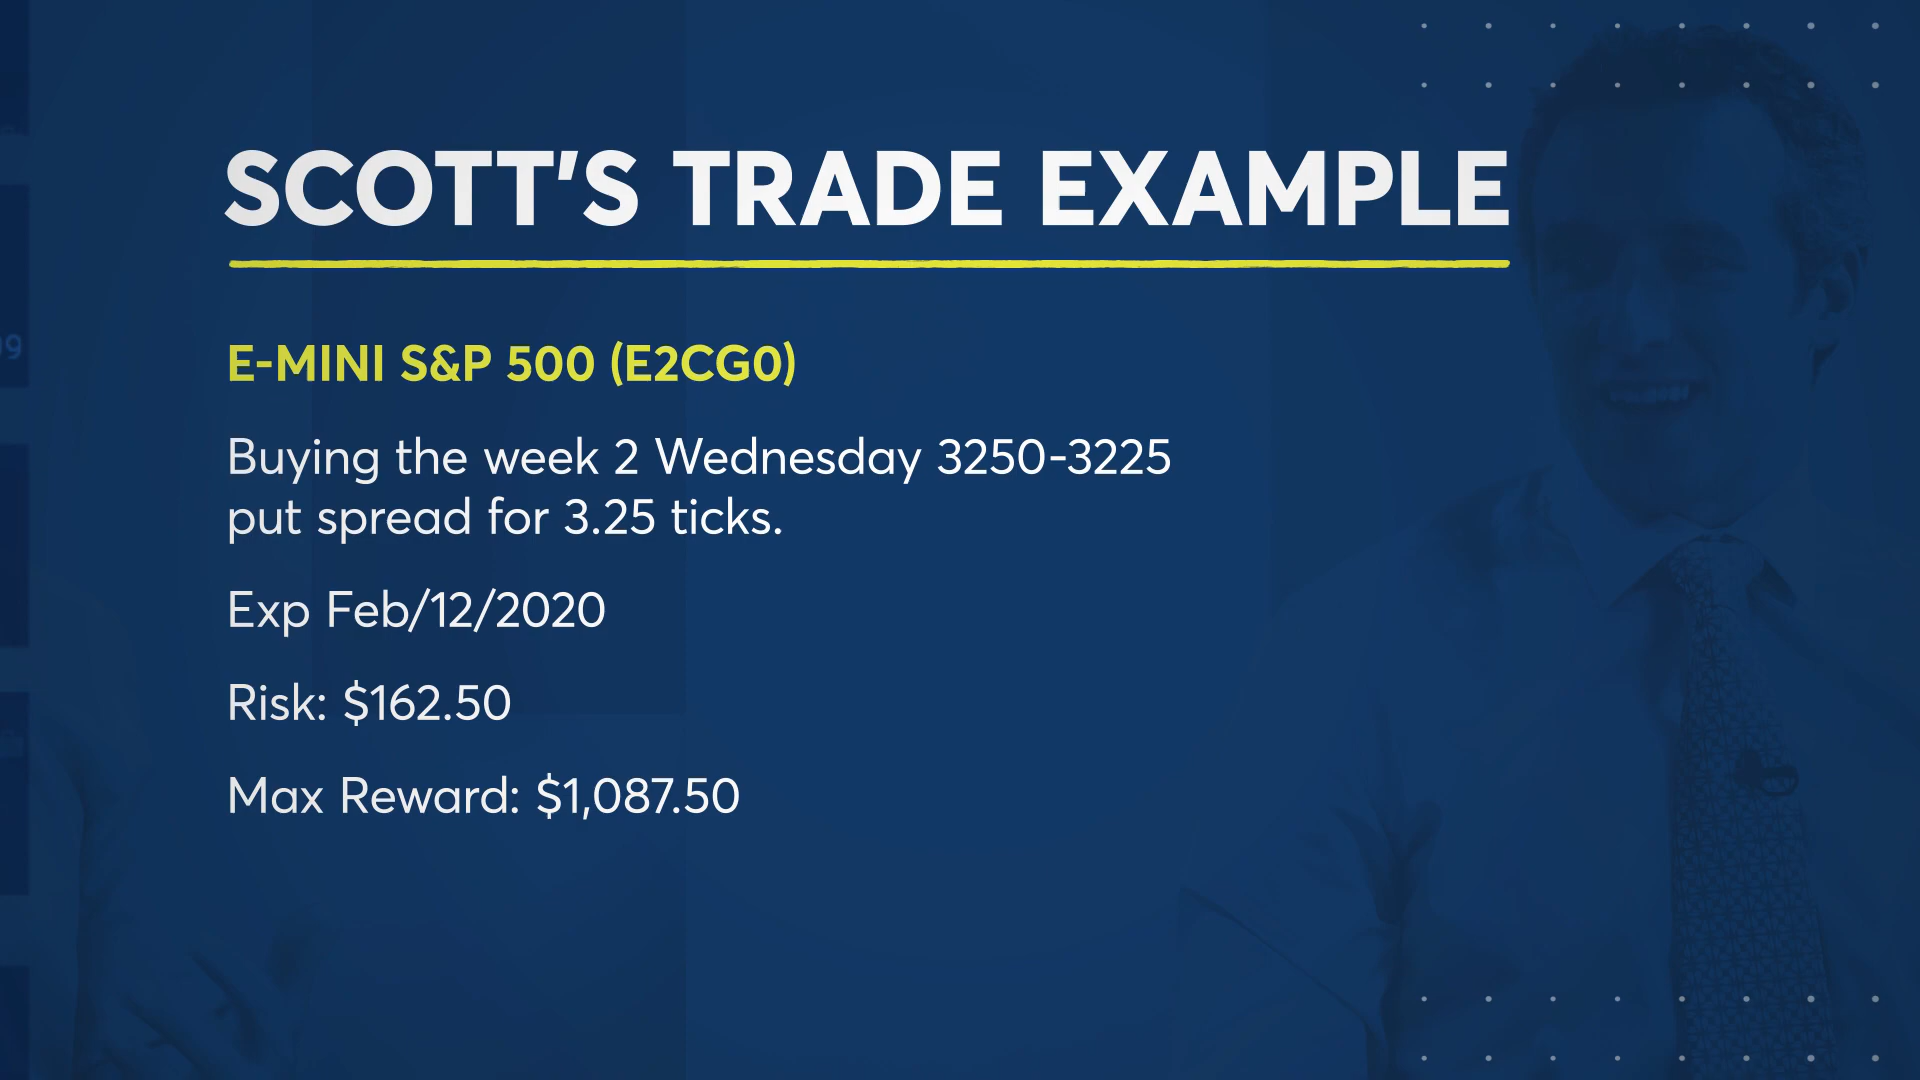 SCOTT'S TRADE EXAMPLE
E-MINI S&P 500 (E2CG0)
Buying the week 2 Wednesday 3250-3225
put spread for 3.25 ticks.
Exp Feb/12/2020
Risk: $162.50
Max Reward: $1,087.50